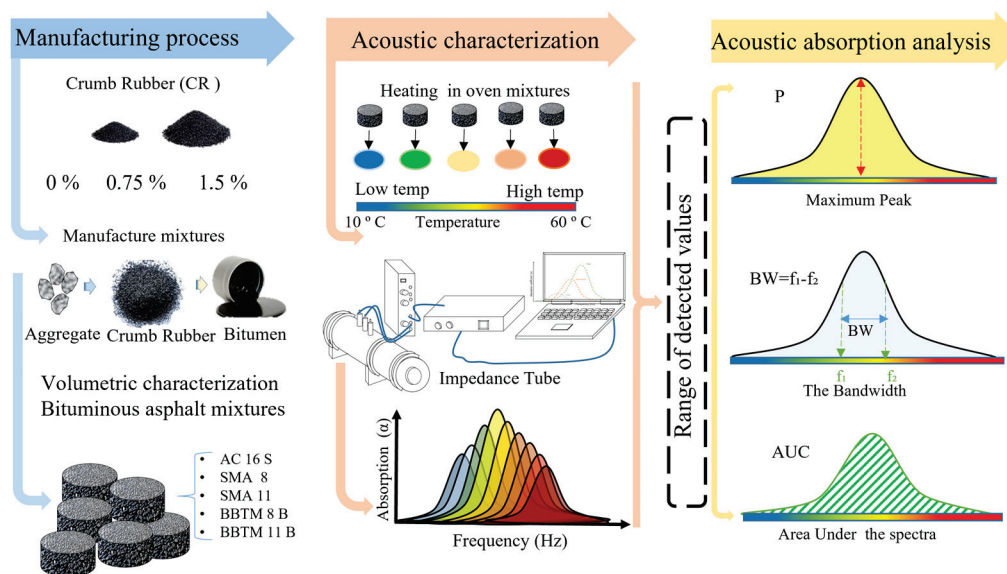 Manufacturing process
Crumb Rubber (CR )
0 % 0.75 % 1.5 %
Manufacture mixtures
Aggregate Crumb Rubber Bitumen
Volumetric characterization
Bituminous asphalt mixtures
• AC 16 S
• SMA 8
• SMA 11
• BBTM 8 B
• BBTM 11 B
Acoustic characterization
Heating in oven mixtures
Low temp High temp
10 º C Temperature 60 º C
Impedance Tube
Absorption (α)
Frequency (Hz)
Range of detected values
Acoustic absorption analysis
P
Maximum Peak
BW=f₁-f₂
BW
f₁ f₂
The Bandwidth
AUC
Area Under the spectra